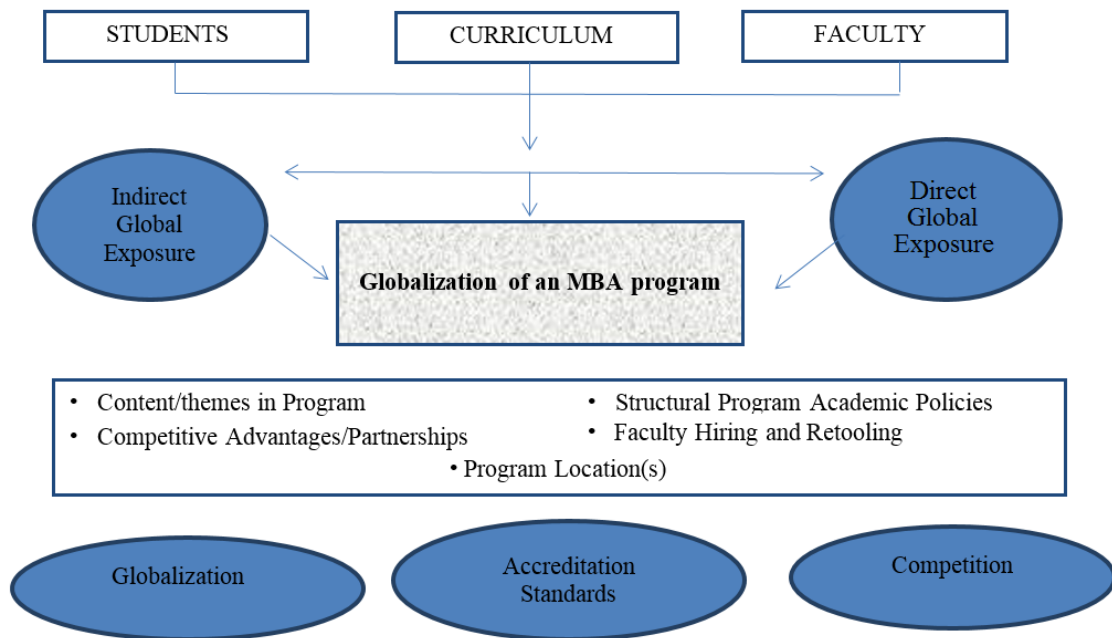 STUDENTS
CURRICULUM
FACULTY
Indirect
Global
Exposure
Direct
Global
Exposure
Globalization of an MBA program
• Content/themes in Program
• Competitive Advantages/Partnerships
• Structural Program Academic Policies
• Faculty Hiring and Retooling
• Program Location(s)
Globalization
Accreditation
Standards
Competition